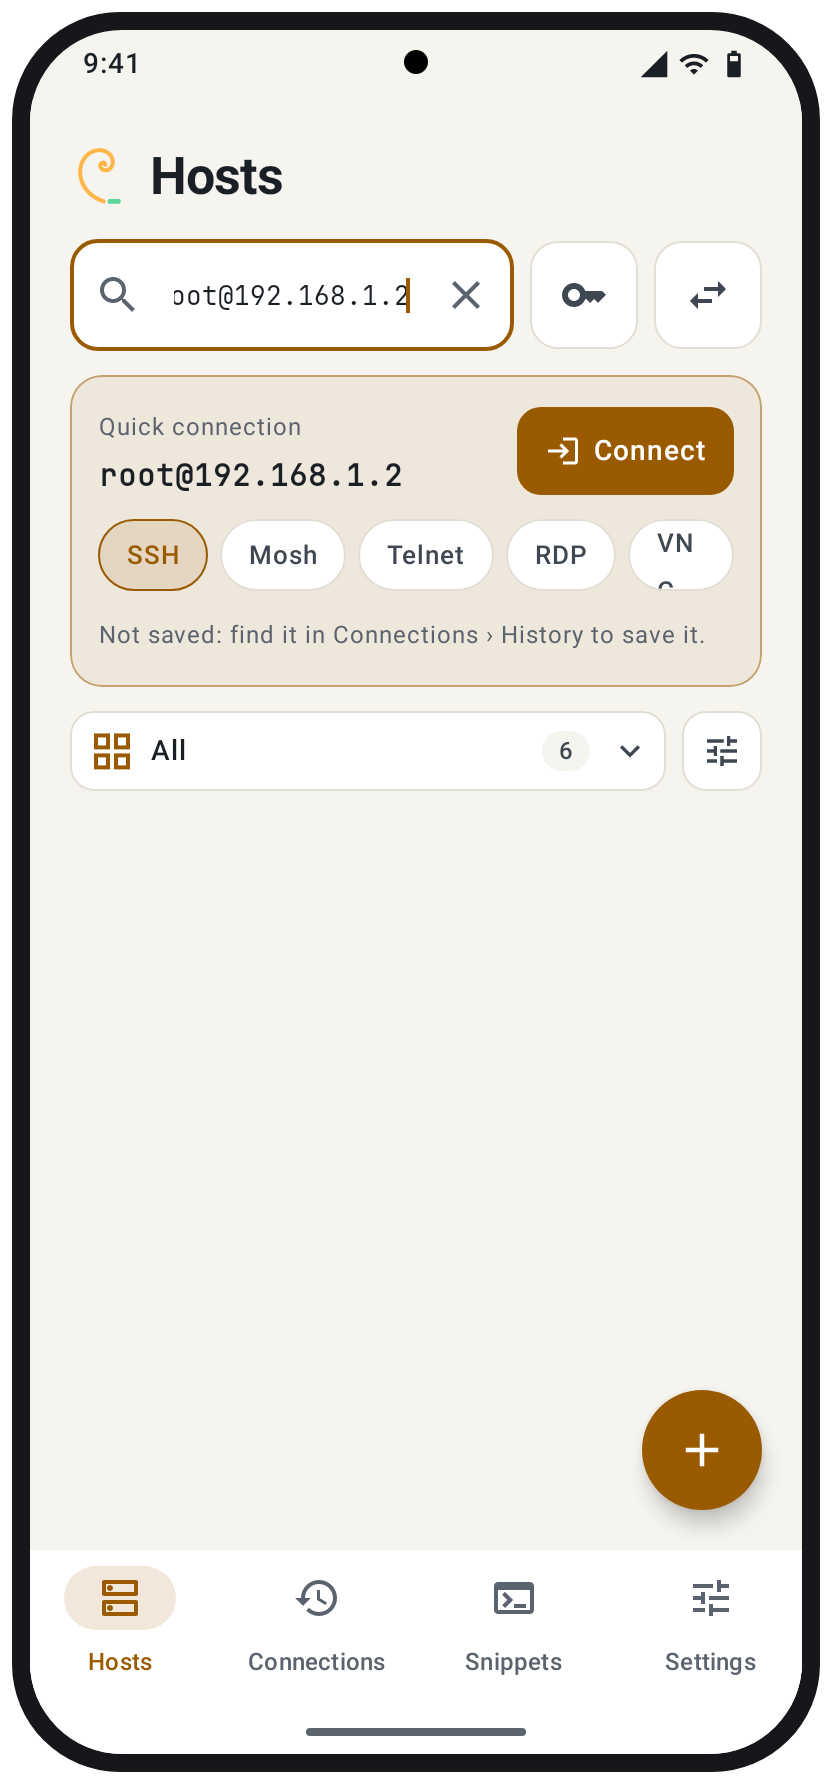 9:41
Hosts
oot@192.168.1.2
Quick connection
root@192.168.1.2
Connect
SSH
Mosh
Telnet
RDP
VN
Not saved: find it in Connections › History to save it.
All
6
Hosts
Connections
Snippets
Settings